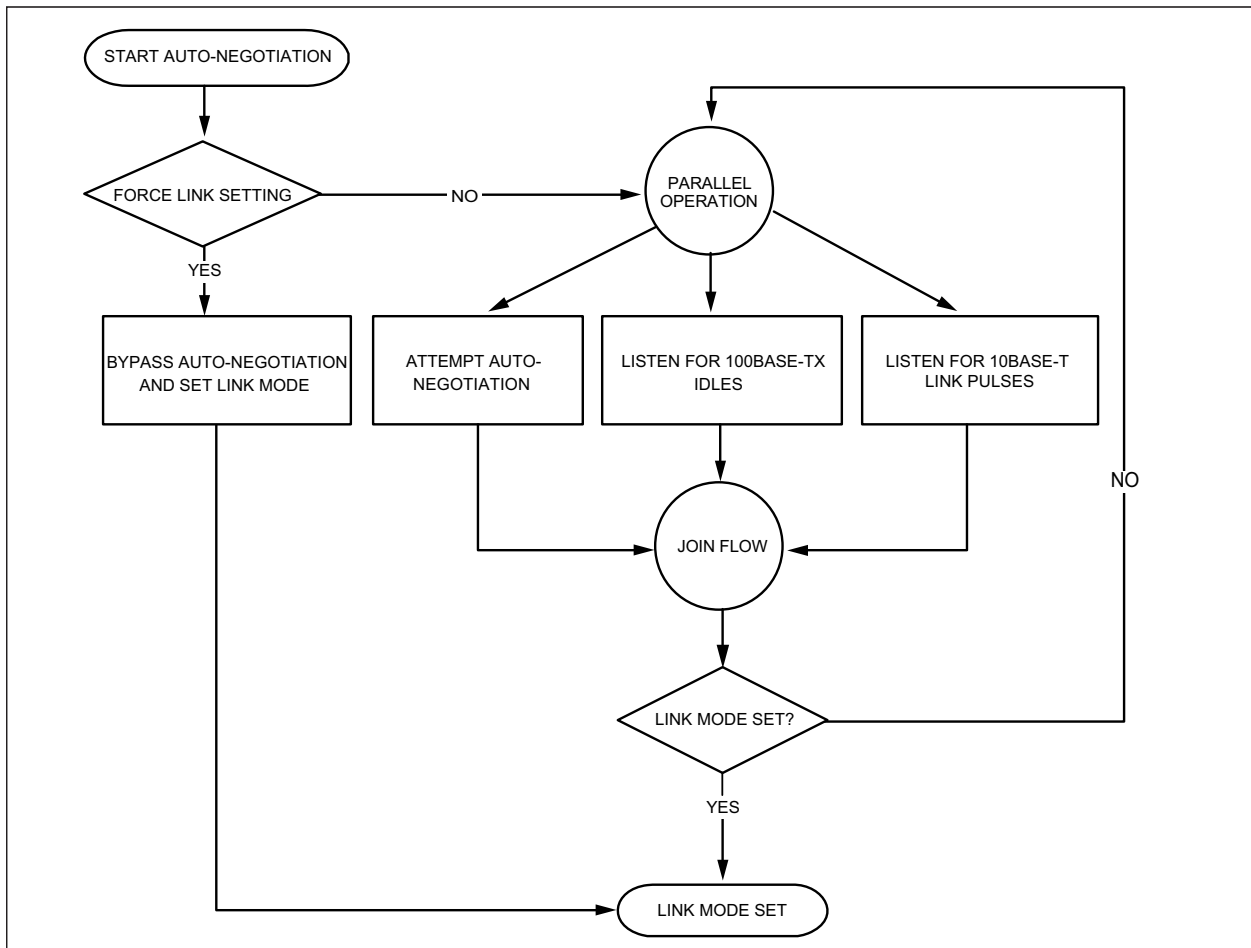 START AUTO-NEGOTIATION
FORCE LINK SETTING
NO
PARALLEL
OPERATION
YES
BYPASS AUTO-NEGOTIATION
AND SET LINK MODE
ATTEMPT AUTO-
NEGOTIATION
LISTEN FOR 100BASE-TX
IDLES
LISTEN FOR 10BASE-T
LINK PULSES
NO
JOIN FLOW
LINK MODE SET?
YES
LINK MODE SET